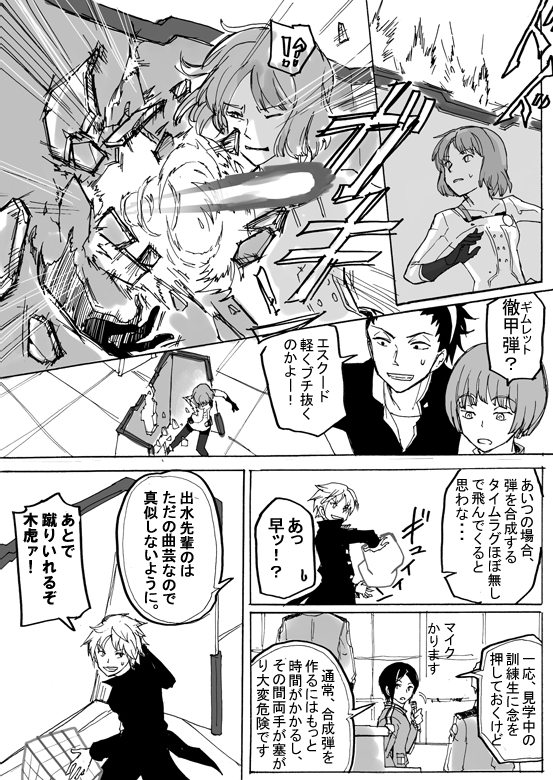 !?
ガキ
ギムレット
徹甲弾？
エスクード
軽くブチ抜く
のかよー！
あいつの場合、
弾を合成する
タイムラグほぼ無し
で飛んでくると
思わな・・・
ギュ
あっ
早ッ！？
出水先輩のは
ただの曲芸なので
真似しないように。
あとで
蹴りいれるぞ
木虎ァ！
一応、見学中の
訓練生に念を
押しておくけど
マイク
かります
通常、合成弾を
作るにはもっと
時間がかかるし、
その間両手が塞が
り大変危険です